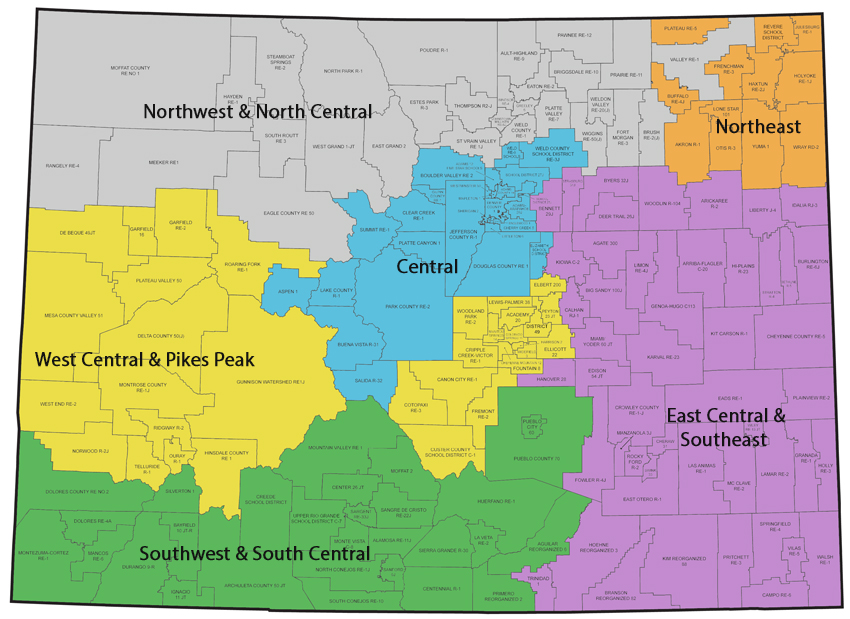 PLATEAU RE-5
REVERE
SCHOOL
DISTRICT
PAWNEE RE-12
AULT-HIGHLAND
RE-9
POUDRE R-1
STEAMBOAT
SPRINGS
RE-2
MOFFAT COUNTY
RE NO.1
NORTH PARK R-1
VALLEY RE-1
FRENCHMAN
RE-3
BRIGGSDALE RE-10
PRAIRIE RE-11
HOLYOKE
RE-1J
HAXTUN
RE-2J
EATON RE-2
HAYDEN
RE-1
BUFFALO
RE-4J
ESTES PARK
R-3
THOMPSON R2-J
WELDON
VALLEY
RE-20(J)
PLATTE
VALLEY
RE-7
LONE STAR
101
Northwest & North Central
Northeast
WELD
COUNTY
RE-1
WIGGINS
RE-50(J)
FORT
MORGAN
RE-3
BRUSH
RE-2(J)
SOUTH ROUTT
RE 3
WEST GRAND 1-JT
EAST GRAND 2
ST VRAIN VALLEY
RE 1J
AKRON R-1
OTIS R-3
YUMA 1
WRAY RD-2
WELD COUNTY
SCHOOL DISTRICT
RE-3J
RANGELY RE-4
MEEKER RE1
BOULDER VALLEY RE 2
BYERS 32J
BENNETT
29J
DEER TRAIL 26J
WOODLIN R-104
ARICKAREE
R-2
LIBERTY J-4
IDALIA RJ-3
EAGLE COUNTY RE 50
SUMMIT RE-1
CLEAR CREEK
RE-1
JEFFERSON
COUNTY R-1
PLATTE CANYON 1
DE BEQUE 49JT
GARFIELD
16
GARFIELD
RE-2
ROARING FORK
RE-1
Central
DOUGLAS COUNTY RE 1
KIOWA C-2
AGATE 300
LIMON
RE-4J
ARRIBA-FLAGLER
C-20
HI-PLAINS
R-23
BURLINGTON
RE-6J
PLATEAU VALLEY 50
ASPEN 1
LAKE COUNTY
R-1
PARK COUNTY RE-2
ELBERT 200
BIG SANDY 100J
GENOA-HUGO C113
MESA COUNTY VALLEY 51
WOODLAND
PARK RE-2
LEWIS-PALMER 38
ACADEMY
20
PEYTON
23 JT
DISTRICT
49
CALHAN
RJ-1
DELTA COUNTY 50(J)
BUENA VISTA R-31
MIAMI
YODER 60 JT
KIT CARSON R-1
CHEYENNE COUNTY RE-5
CRIPPLE
CREEK-VICTOR
RE-1
ELLICOTT
22
FOUNTAIN 8
KARVAL RE-23
EDISON
54 JT
HANOVER 28
West Central & Pikes Peak
MONTROSE COUNTY
RE-1J
GUNNISON WATERSHED RE1J
SALIDA R-32
CANON CITY RE-1
WEST END RE-2
COTOPAXI
RE-3
FREMONT
RE-2
EADS RE-1
PLAINVIEW RE-2
CROWLEY COUNTY
RE-1-J
East Central &
Southeast
PUEBLO
CITY
60
MANZANOLA 3J
RIDGWAY R-2
OURAY
R-1
NORWOOD R-2J
TELLURIDE
R-1
HINSDALE COUNTY
RE 1
MOUNTAIN VALLEY RE 1
CUSTER COUNTY
SCHOOL DISTRICT C-1
PUEBLO COUNTY 70
ROCKY
FORD
R-2
LAS ANIMAS
RE-1
GRANADA
RE-1
HOLLY
RE-3
FOWLER R-4J
MC CLAVE
RE-2
LAMAR RE-2
EAST OTERO R-1
MOFFAT 2
DOLORES COUNTY RE NO.2
SILVERTON 1
CREEDE
SCHOOL DISTRICT
CENTER 26 JT
HUERFANO RE-1
UPPER RIO GRANDE
SCHOOL DISTRICT C-7
SANGRE DE CRISTO
RE-22J
DOLORES RE-4A
BAYFIELD
10 JT-R
MONTE VISTA
ALAMOSA RE-11J
LA VETA
RE-2
AGUILAR
REORGANIZED 6
HOEHNE
REORGANIZED 3
KIM REORGANIZED
88
SPRINGFIELD
RE-4
PRITCHETT
RE-3
VILAS
RE-5
WALSH
RE-1
Southwest & South Central
MONTEZUMA-CORTEZ
RE-1
MANCOS
RE-6
DURANGO 9-R
SIERRA GRANDE R-30
NORTH CONEJOS RE-1J
IGNACIO
11 JT
ARCHULETA COUNTY 50 JT
CENTENNIAL R-1
TRINIDAD
1
PRIMERO
REORGANIZED 2
BRANSON
REORGANIZED 82
CAMPO RE-6
SOUTH CONEJOS RE-10